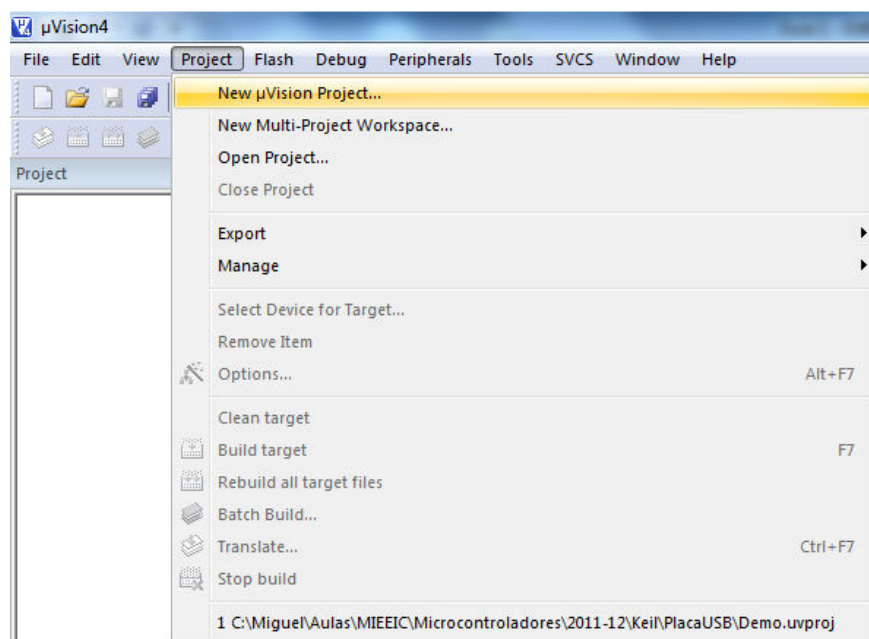 µVision4
File Edit View Project Flash Debug Peripherals Tools SVCS Window Help
New µVision Project...
New Multi-Project Workspace...
Open Project...
Project
Close Project
Export
Manage
Select Device for Target...
Remove Item
Options... Alt+F7
Clean target
Build target F7
Rebuild all target files
Batch Build...
Translate... Ctrl+F7
Stop build
1 C:\Miguel\Aulas\MIEEIC\Microcontroladores\2011-12\Keil\PlacaUSB\Demo.uvproj